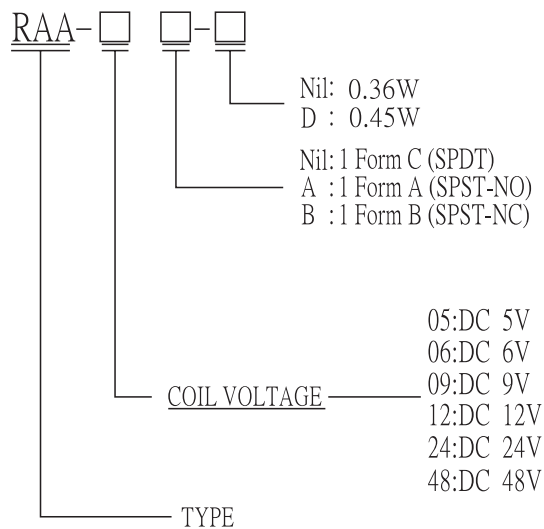 RAA-□ □-□
Nil: 0.36W
D : 0.45W
Nil: 1 Form C (SPDT)
A : 1 Form A (SPST-NO)
B : 1 Form B (SPST-NC)
05:DC 5V
06:DC 6V
09:DC 9V
12:DC 12V
24:DC 24V
48:DC 48V
COIL VOLTAGE
TYPE